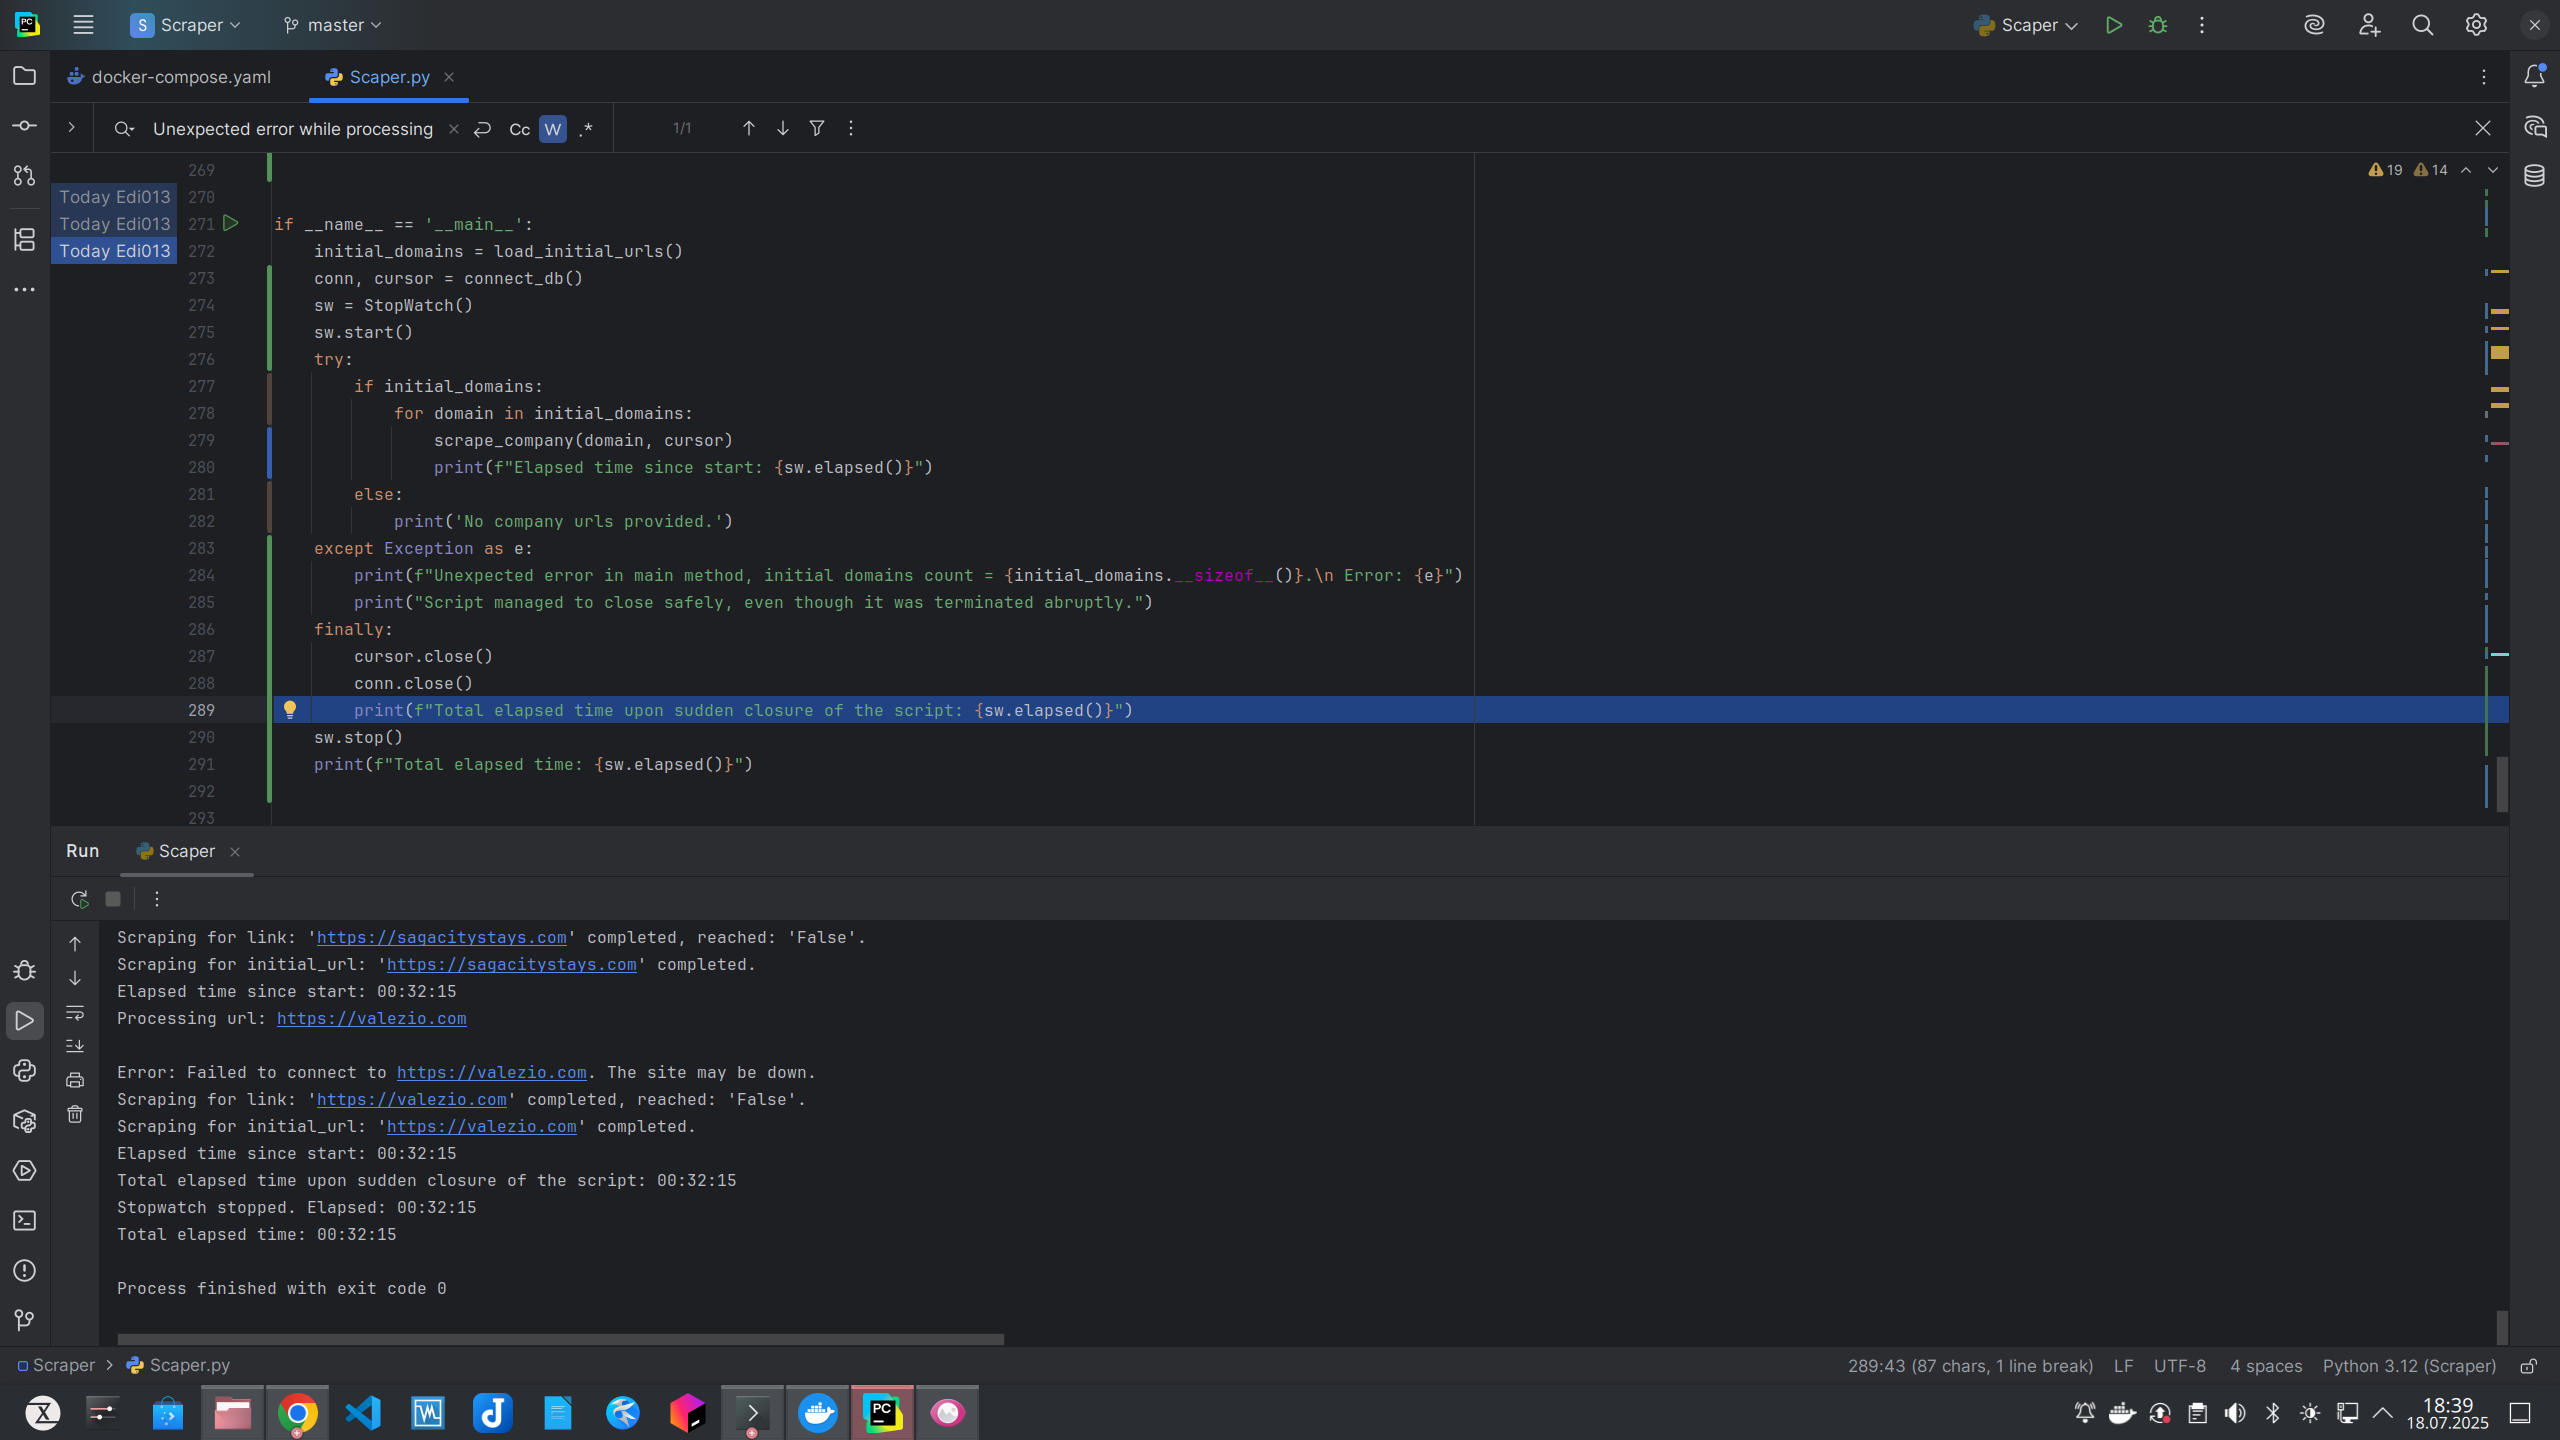 PC
S Scraper
master
Scaper
docker-compose.yaml
Scaper.py
Unexpected error while processing
Cc W .*
1/1
19 14
269
Today Edi013 270
Today Edi013 271 if __name__ == '__main__':
Today Edi013 272 initial_domains = load_initial_urls()
273 conn, cursor = connect_db()
274 sw = StopWatch()
275 sw.start()
276 try:
277 if initial_domains:
278 for domain in initial_domains:
279 scrape_company(domain, cursor)
280 print(f"Elapsed time since start: {sw.elapsed()}")
281 else:
282 print('No company urls provided.')
283 except Exception as e:
284 print(f"Unexpected error in main method, initial domains count = {initial_domains.__sizeof__()}.\n Error: {e}")
285 print("Script managed to close safely, even though it was terminated abruptly.")
286 finally:
287 cursor.close()
288 conn.close()
289 print(f"Total elapsed time upon sudden closure of the script: {sw.elapsed()}")
290 sw.stop()
291 print(f"Total elapsed time: {sw.elapsed()}")
292
293
Run Scaper
Scraping for link: 'https://sagacitystays.com' completed, reached: 'False'.
Scraping for initial_url: 'https://sagacitystays.com' completed.
Elapsed time since start: 00:32:15
Processing url: https://valezio.com
Error: Failed to connect to https://valezio.com. The site may be down.
Scraping for link: 'https://valezio.com' completed, reached: 'False'.
Scraping for initial_url: 'https://valezio.com' completed.
Elapsed time since start: 00:32:15
Total elapsed time upon sudden closure of the script: 00:32:15
Stopwatch stopped. Elapsed: 00:32:15
Total elapsed time: 00:32:15
Process finished with exit code 0
Scraper > Scaper.py
289:43 (87 chars, 1 line break) LF UTF-8 4 spaces Python 3.12 (Scraper)
PC
18:39
18.07.2025